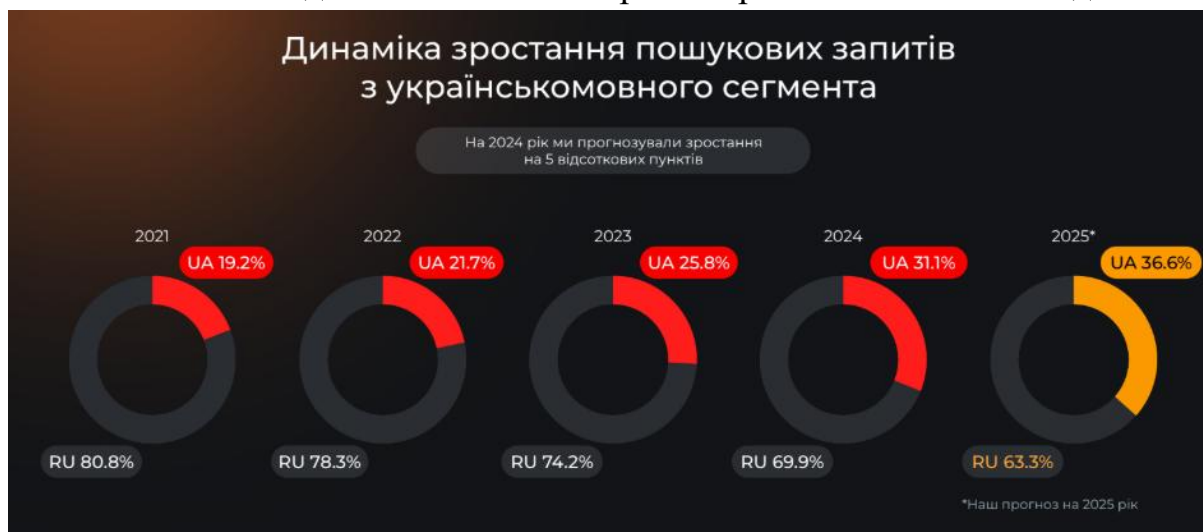 Динаміка зростання пошукових запитів
з українськомовного сегмента
На 2024 рік ми прогнозували зростання
на 5 відсоткових пунктів
2021
UA 19.2%
RU 80.8%
2022
UA 21.7%
RU 78.3%
2023
UA 25.8%
RU 74.2%
2024
UA 31.1%
RU 69.9%
2025*
UA 36.6%
RU 63.3%
*Наш прогноз на 2025 рік